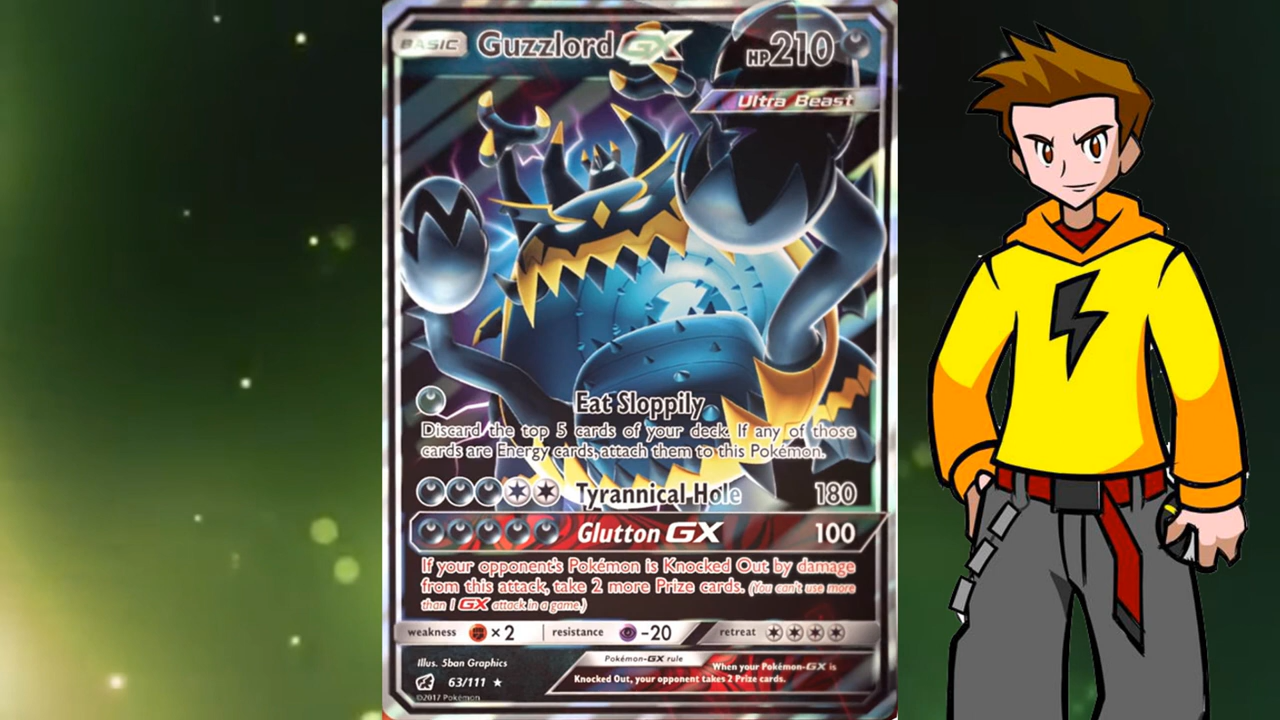 BASIC Guzzlord GX HP210
Ultra Beast
Eat Sloppily
Discard the top 5 cards of your deck. If any of those
cards are Energy cards, attach them to this Pokémon.
Tyrannical Hole 180
Glutton GX 100
If your opponent's Pokémon is Knocked Out by damage
from this attack, take 2 more Prize cards. (You can't use more
than 1 GX attack in a game.)
weakness ×2 resistance -20 retreat
Illus. 5ban Graphics
63/111 ★
©2017 Pokémon
Pokémon-GX rule
When your Pokémon-GX is
Knocked Out, your opponent takes 2 Prize cards.